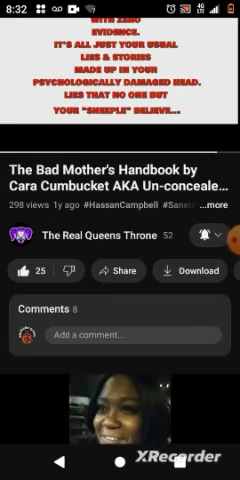 8:32
4G
LTE
WITH ZERO
EVIDENCE.
IT'S ALL JUST YOUR USUAL
LIES & STORIES
MADE UP IN YOUR
PSYCHOLOGICALLY DAMAGED HEAD.
LIES THAT NO ONE BUT
YOUR "SHEEPLE" BELIEVE...
The Bad Mother's Handbook by
Cara Cumbucket AKA Un-conceale...
298 views 1y ago #HassanCampbell #Sanet ...more
The Real Queens Throne 52
25 Share Download
Comments 8
Add a comment...
XRecorder